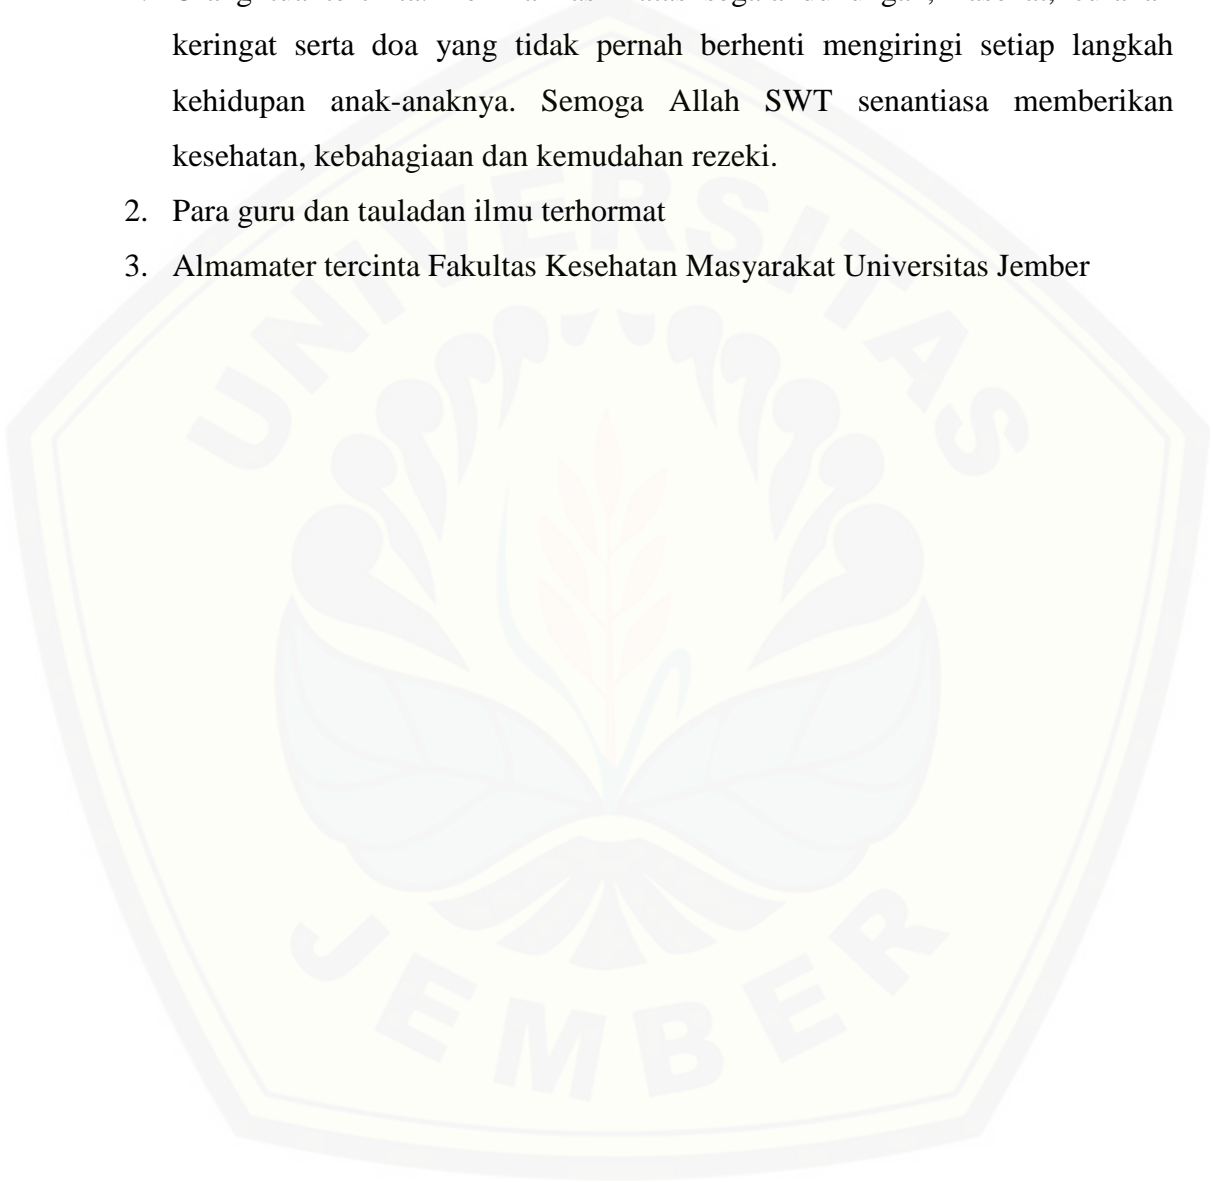 keringat serta doa yang tidak pernah berhenti mengiringi setiap langkah
kehidupan anak-anaknya. Semoga Allah SWT senantiasa memberikan
kesehatan, kebahagiaan dan kemudahan rezeki.
2. Para guru dan tauladan ilmu terhormat
3. Almamater tercinta Fakultas Kesehatan Masyarakat Universitas Jember
UNIVERSITAS
JEMBER